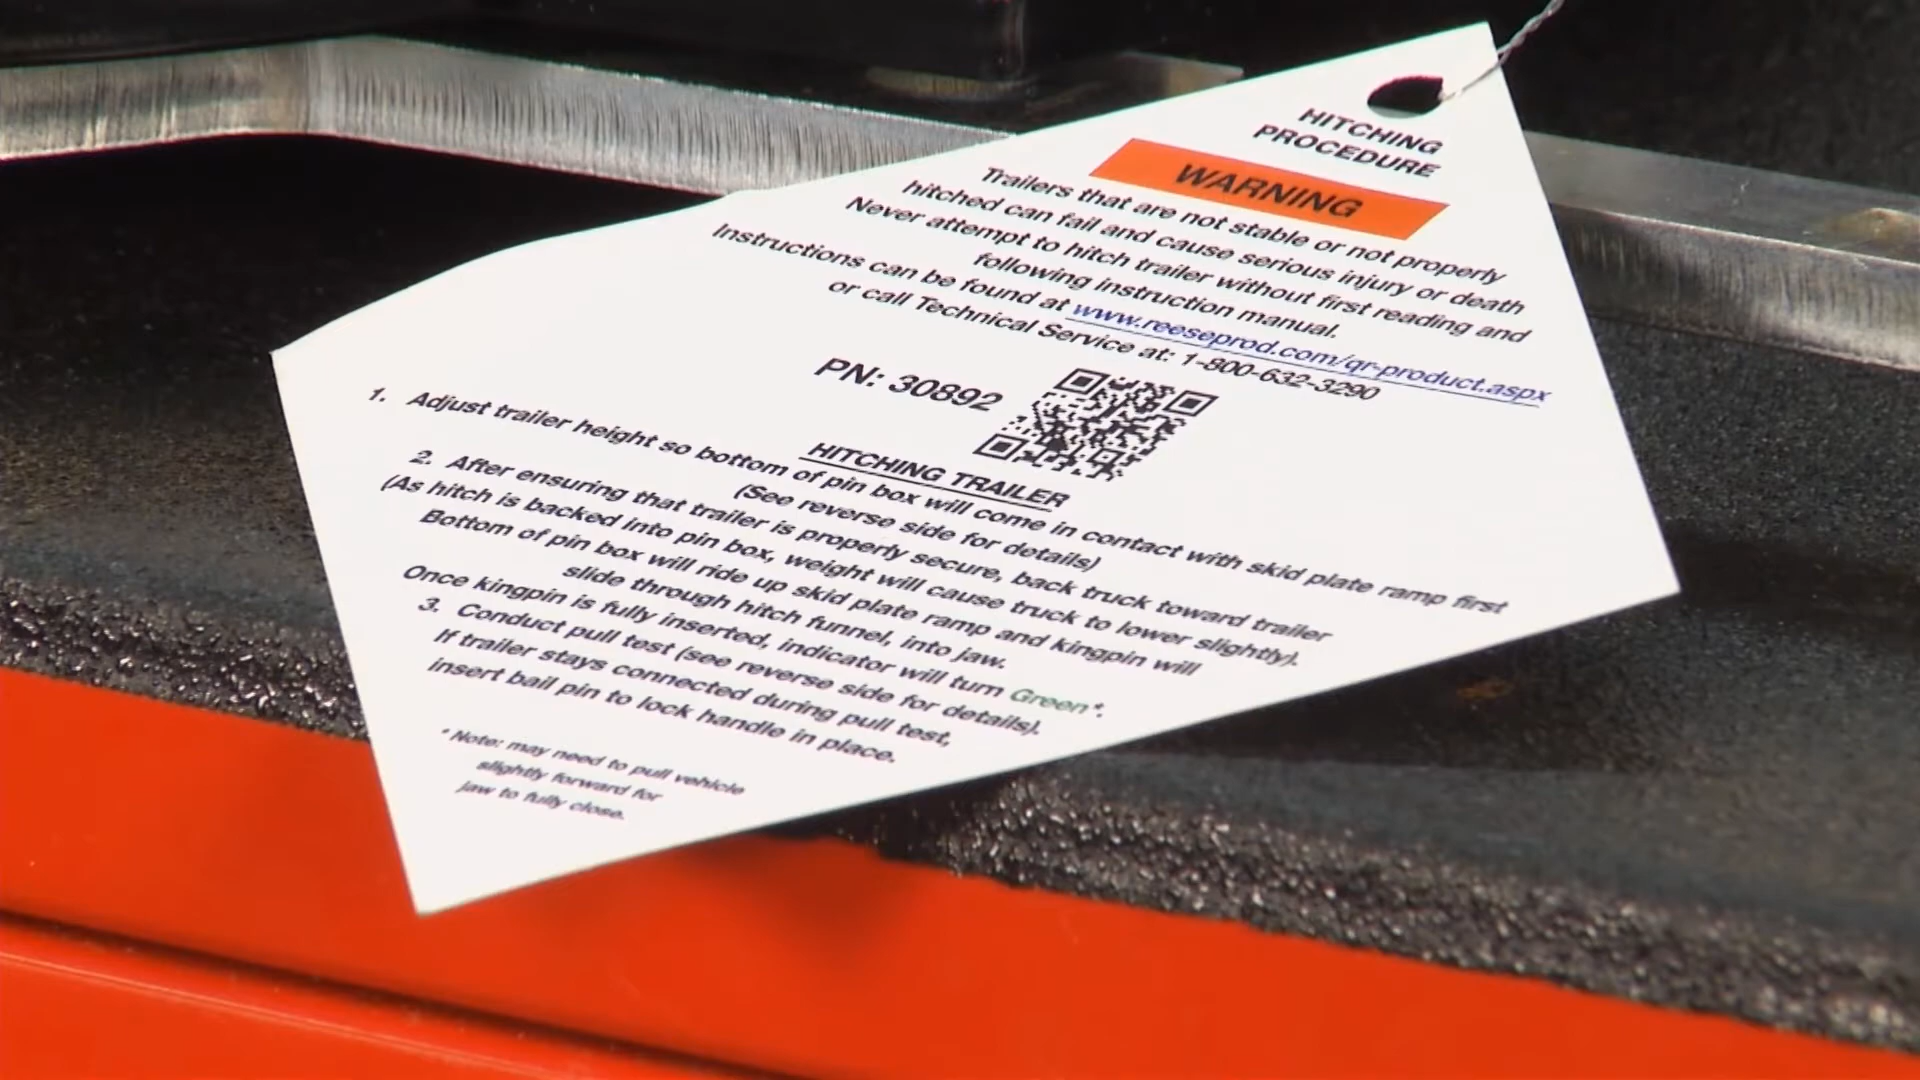 HITCHING
PROCEDURE
WARNING
Trailers that are not stable or not properly
hitched can fail and cause serious injury or death
Never attempt to hitch trailer without first reading and
following instruction manual.
Instructions can be found at www.reeseprod.com/qr-product.aspx
or call Technical Service at: 1-800-632-3290
PN: 30892
HITCHING TRAILER
1. Adjust trailer height so bottom of pin box will come in contact with skid plate ramp first
(See reverse side for details)
2. After ensuring that trailer is properly secure, back truck toward trailer
(As hitch is backed into pin box, weight will cause truck to lower slightly).
Bottom of pin box will ride up skid plate ramp and kingpin will
slide through hitch funnel, into jaw.
Once kingpin is fully inserted, indicator will turn Green*.
3. Conduct pull test (see reverse side for details).
If trailer stays connected during pull test,
insert bail pin to lock handle in place.
* Note: may need to pull vehicle
slightly forward for
jaw to fully close.